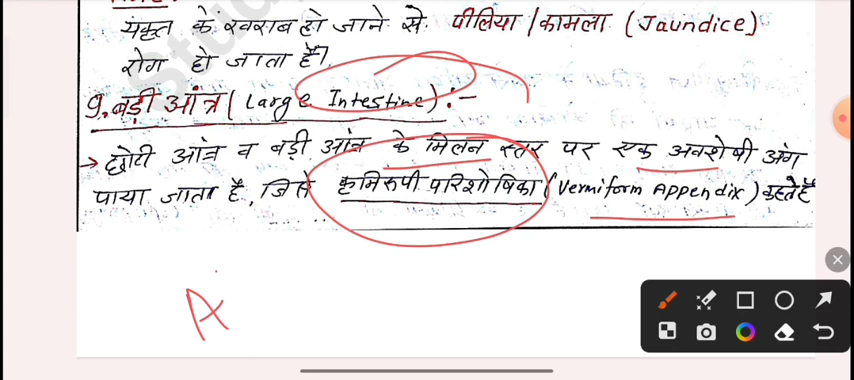 यकृत के खराब हो जाने से पीलिया/कामला (Jaundice)
रोग हो जाता है।
9. बड़ी आंत्र (Large Intestine) :-
→ छोटी आंत्र व बड़ी आंत्र के मिलन स्तर पर एक अवशेषी अंग
पाया जाता है, जिसे कृमिरुपी परिशोषिका (Vermiform Appendix) कहते हैं
A